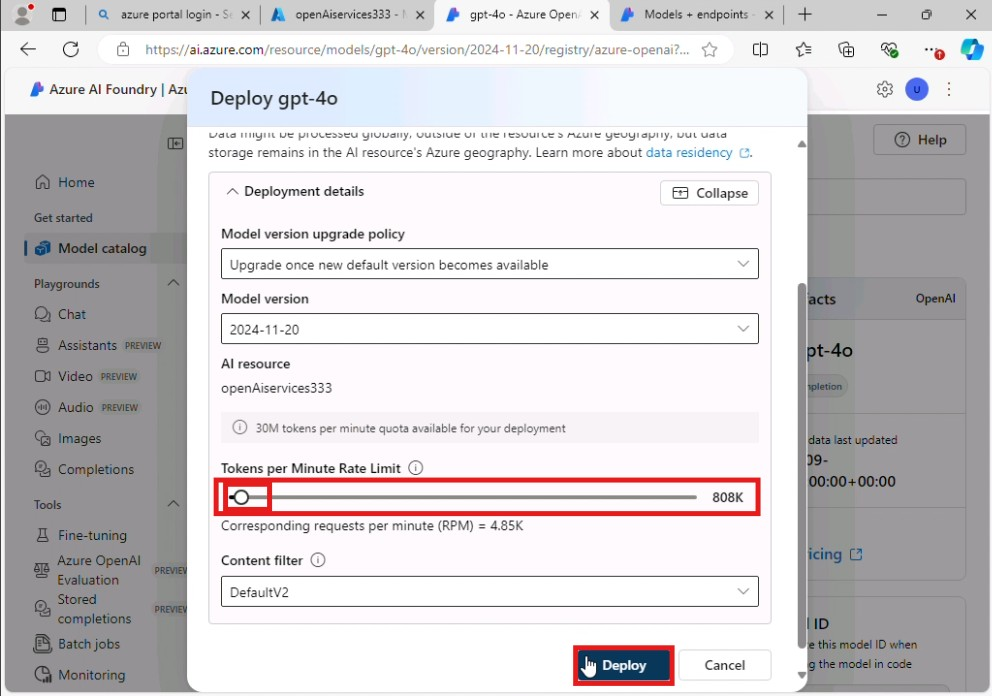 azure portal login - Se
openAiservices333 - M
gpt-4o - Azure Open
Models + endpoints -
https://ai.azure.com/resource/models/gpt-4o/version/2024-11-20/registry/azure-openai?...
Azure AI Foundry | Az
U
Help
Home
Get started
Model catalog
Playgrounds
Chat
Assistants PREVIEW
Video PREVIEW
Audio PREVIEW
Images
Completions
Tools
Fine-tuning
Azure OpenAI
Evaluation
PREVIEW
Stored
completions
PREVIEW
Batch jobs
Monitoring
Deploy gpt-4o
Data might be processed globally, outside of the resource's Azure geography, but data
storage remains in the AI resource's Azure geography. Learn more about data residency.
Deployment details
Collapse
Model version upgrade policy
Upgrade once new default version becomes available
Model version
2024-11-20
AI resource
openAiservices333
30M tokens per minute quota available for your deployment
Tokens per Minute Rate Limit
808K
Corresponding requests per minute (RPM) = 4.85K
Content filter
DefaultV2
Deploy
Cancel
acts
OpenAI
pt-4o
pletion
data last updated
09-
00:00+00:00
icing
ID
e this model ID when
g the model in code